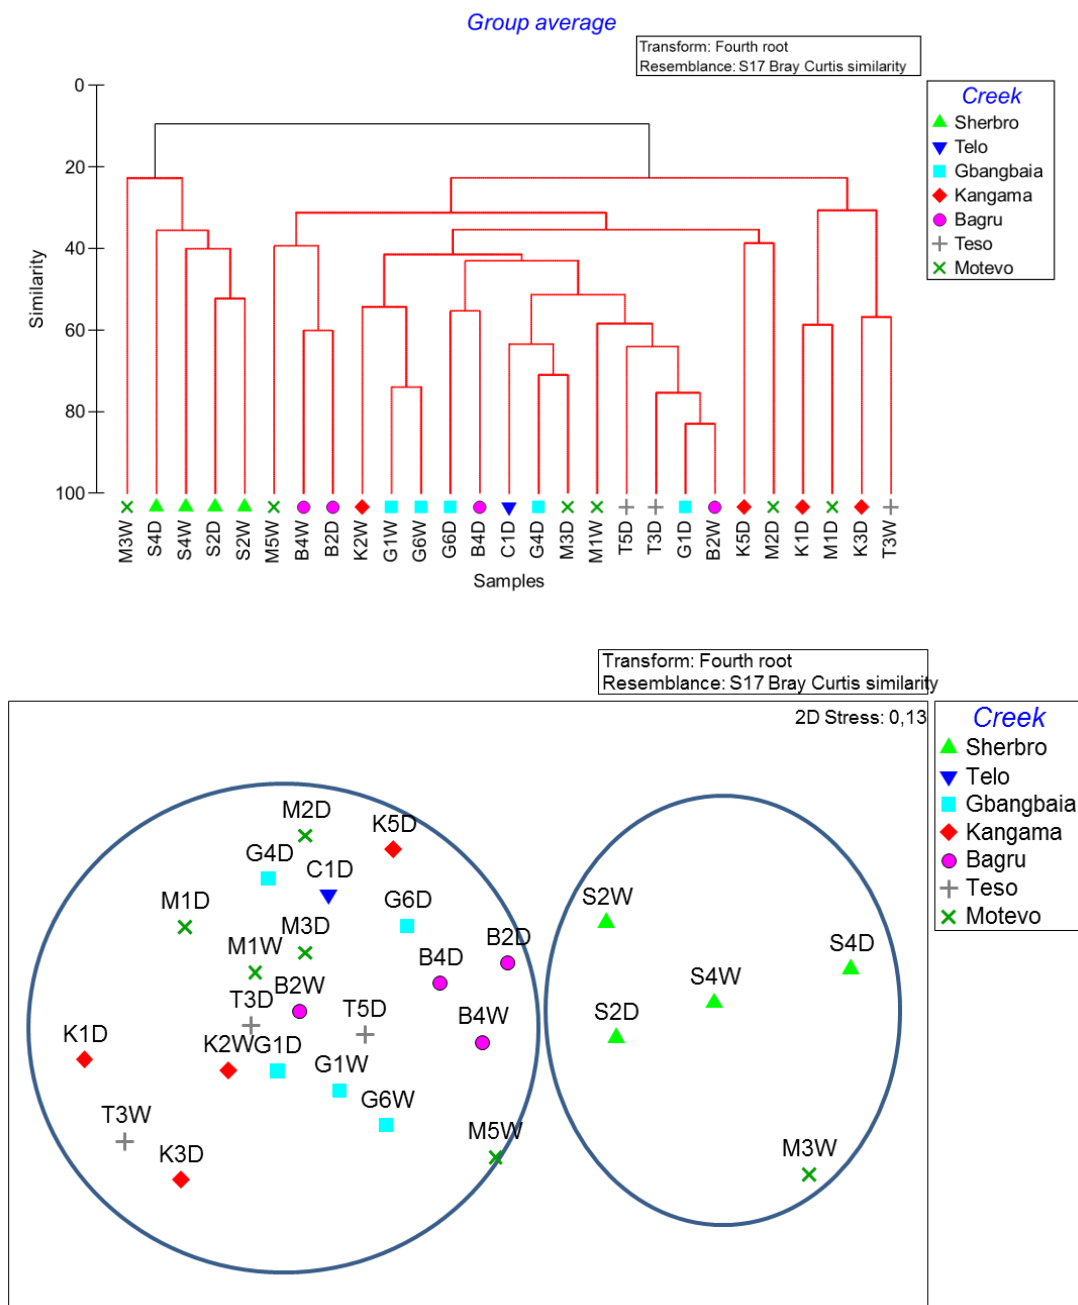 Group average
Transform: Fourth root
Resemblance: S17 Bray Curtis similarity
Creek
Sherbro
Telo
Gbangbaia
Kangama
Bagru
Teso
Motevo
0
20
40
60
80
100
Similarity
M3W S4D S4W S2D S2W M5W B4W B2D K2W G1W G6W G6D B4D C1D G4D M3D M1W T5D T3D G1D B2W K5D M2D K1D M1D K3D T3W
Samples
Transform: Fourth root
Resemblance: S17 Bray Curtis similarity
2D Stress: 0,13
Creek
Sherbro
Telo
Gbangbaia
Kangama
Bagru
Teso
Motevo
M2D
K5D
G4D
C1D
M1D
G6D
S2W
M3D
B2D
M1W
B4D
S4D
S4W
B2W
T3D
T5D
B4W
S2D
K1D
K2W
G1D
G1W
G6W
T3W
M5W
K3D
M3W